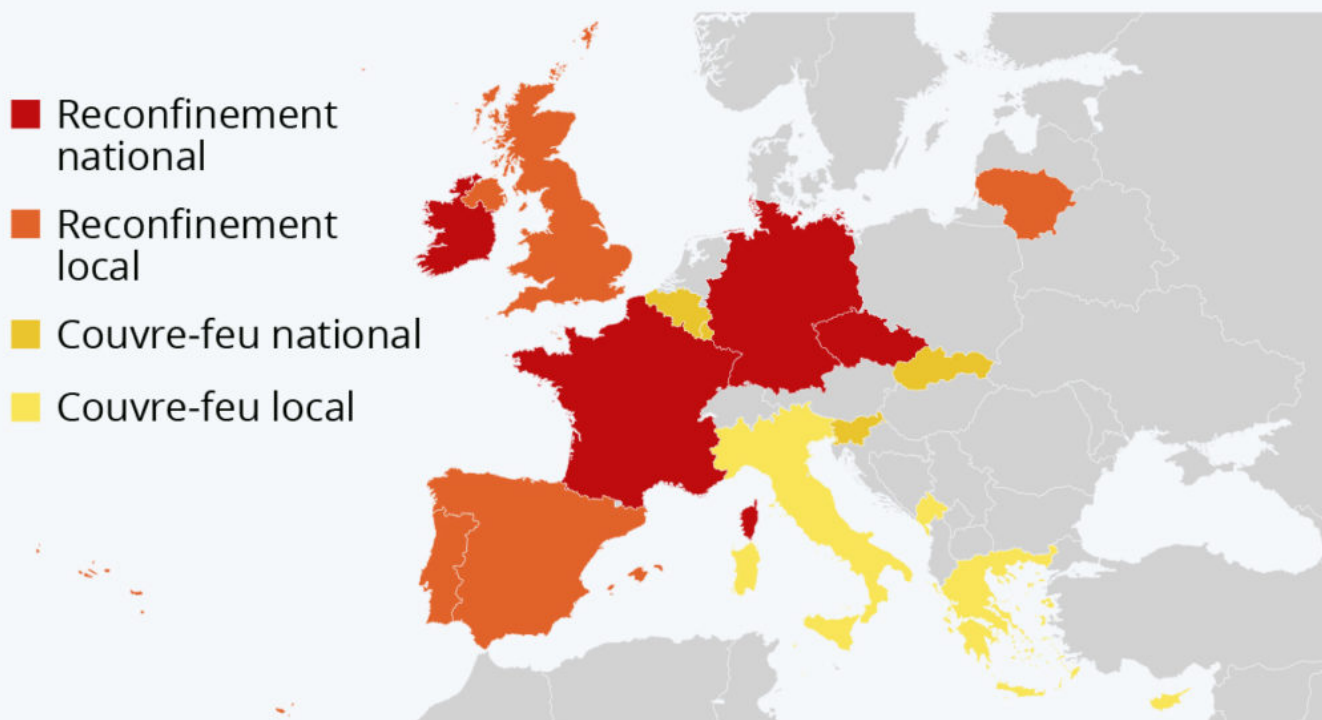 Reconfinement
national
Reconfinement
local
Couvre-feu national
Couvre-feu local